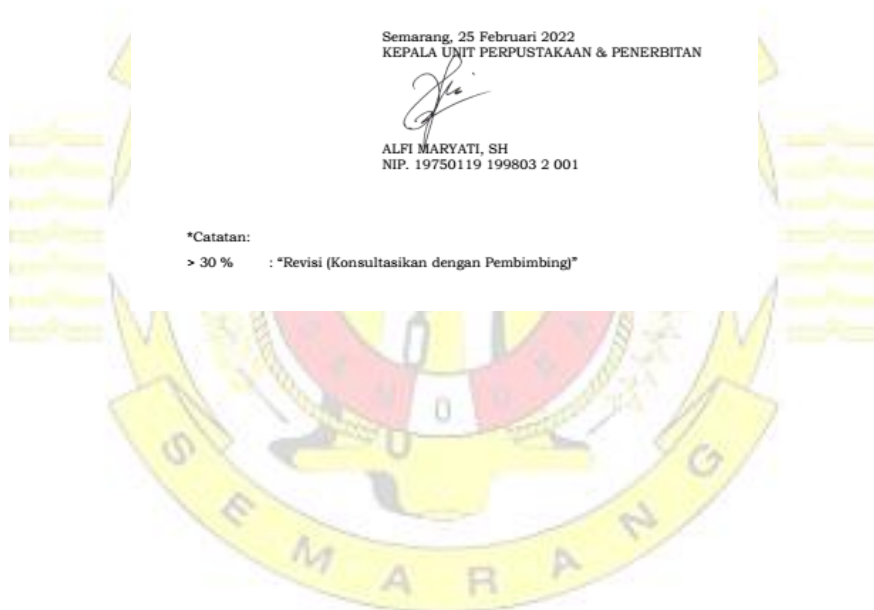 Semarang, 25 Februari 2022
KEPALA UNIT PERPUSTAKAAN & PENERBITAN
ALFI MARYATI, SH
NIP. 19750119 199803 2 001
*Catatan:
> 30 % : “Revisi (Konsultasikan dengan Pembimbing)”
SEMARANG